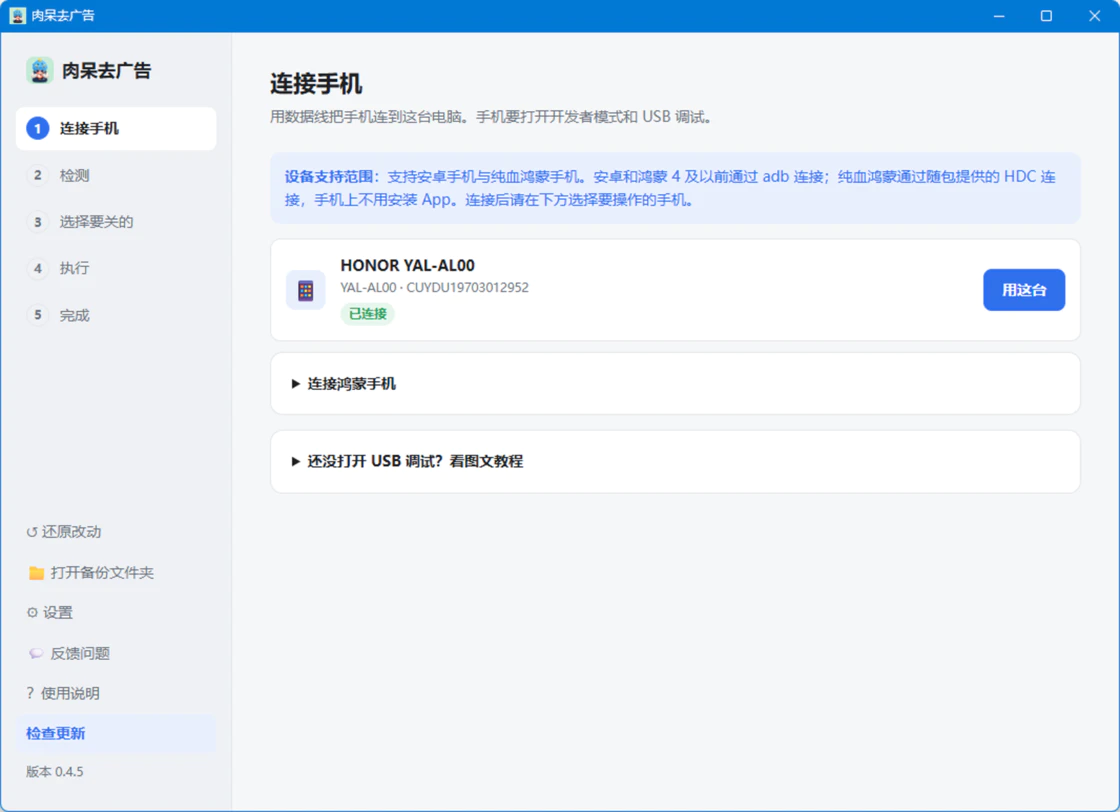 肉呆去广告
肉呆去广告
1 连接手机
2 检测
3 选择要关的
4 执行
5 完成
还原改动
打开备份文件夹
设置
反馈问题
? 使用说明
检查更新
版本 0.4.5
连接手机
用数据线把手机连到这台电脑。手机要打开开发者模式和 USB 调试。
设备支持范围：支持安卓手机与纯血鸿蒙手机。安卓和鸿蒙 4 及以前通过 adb 连接；纯血鸿蒙通过随包提供的 HDC 连
接，手机上不用安装 App。连接后请在下方选择要操作的手机。
HONOR YAL-AL00
YAL-AL00 · CUYDU19703012952
已连接
用这台
连接鸿蒙手机
还没打开 USB 调试？看图文教程